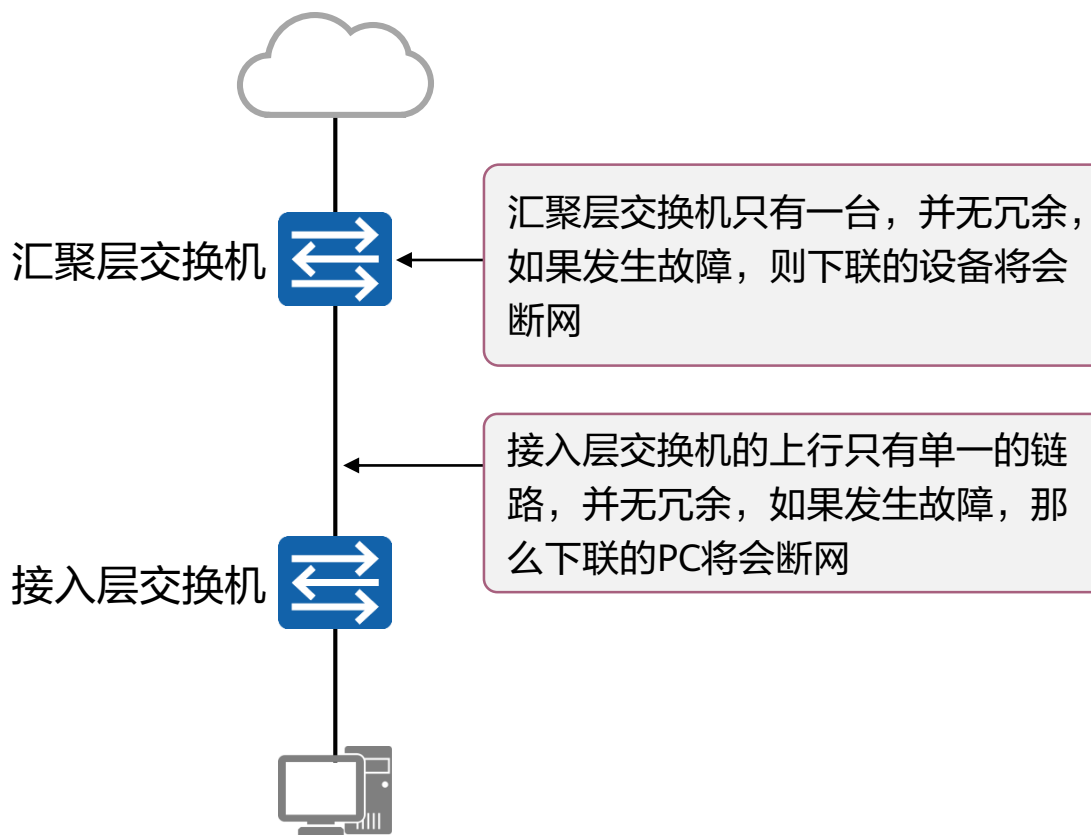 汇聚层交换机
汇聚层交换机只有一台，并无冗余，
如果发生故障，则下联的设备将会
断网
接入层交换机的上行只有单一的链
路，并无冗余，如果发生故障，那
么下联的PC将会断网
接入层交换机